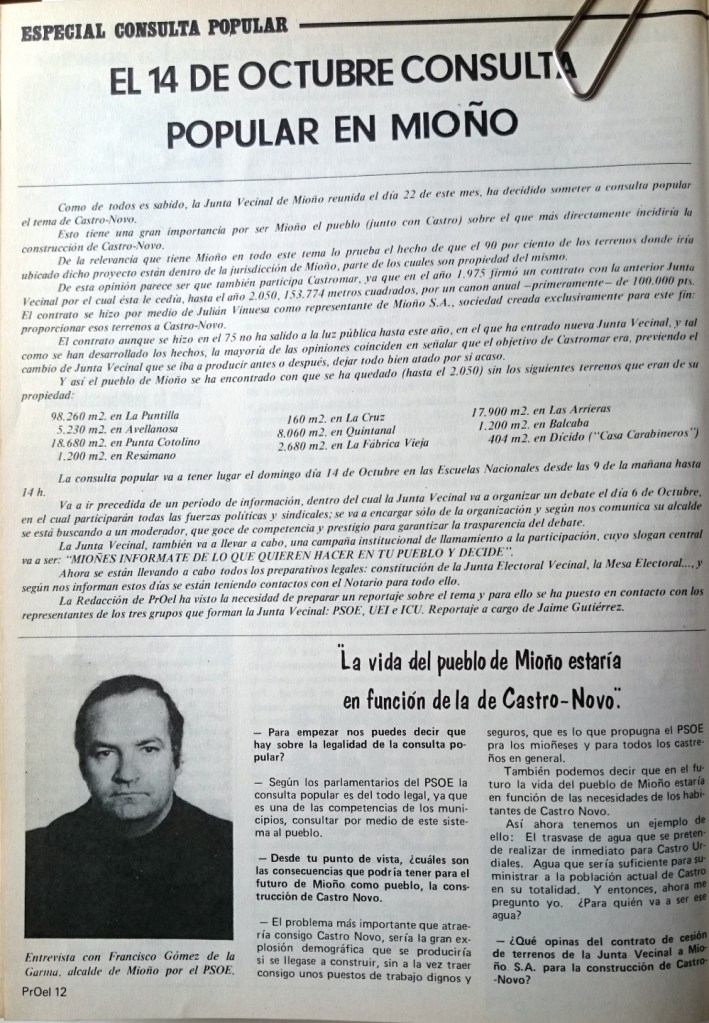 ESPECIAL CONSULTA POPULAR
EL 14 DE OCTUBRE CONSULTA
POPULAR EN MIOÑO
Como de todos es sabido, la Junta Vecinal de Mioño reunida el día 22 de este mes, ha decidido someter a consulta popular
el tema de Castro-Novo.
Esto tiene una gran importancia por ser Mioño el pueblo (junto con Castro) sobre el que más directamente incidiría la
construcción de Castro-Novo.
De la relevancia que tiene Mioño en todo este tema lo prueba el hecho de que el 90 por ciento de los terrenos donde iría
ubicado dicho proyecto están dentro de la jurisdicción de Mioño, parte de los cuales son propiedad del mismo.
De esta opinión parece ser que también participa Castromar, ya que en el año 1.975 firmó un contrato con la anterior Junta
Vecinal por el cual ésta le cedía, hasta el año 2.050, 153.774 metros cuadrados, por un canon anual —primeramente— de 100.000 pts.
El contrato se hizo por medio de Julián Vinuesa como representante de Mioño S.A., sociedad creada exclusivamente para este fin:
proporcionar esos terrenos a Castro-Novo.
El contrato aunque se hizo en el 75 no ha salido a la luz pública hasta este año, en el que ha entrado nueva Junta Vecinal, y tal
como se han desarrollado los hechos, la mayoría de las opiniones coinciden en señalar que el objetivo de Castromar era, previendo el
cambio de Junta Vecinal que se iba a producir antes o después, dejar todo bien atado por si acaso.
Y así el pueblo de Mioño se ha encontrado con que se ha quedado (hasta el 2.050) sin los siguientes terrenos que eran de su
propiedad:
98.260 m2. en La Puntilla
5.230 m2. en Avellanosa
18.680 m2. en Punta Cotolino
1.200 m2. en Resámano
160 m2. en La Cruz
8.060 m2. en Quintanal
2.680 m2. en La Fábrica Vieja
17.900 m2. en Las Arrieras
1.200 m2. en Balcaba
404 m2. en Dícido ("Casa Carabineros")
La consulta popular va a tener lugar el domingo día 14 de Octubre en las Escuelas Nacionales desde las 9 de la mañana hasta
14 h.
Va a ir precedida de un período de información, dentro del cual la Junta Vecinal va a organizar un debate el día 6 de Octubre,
en el cual participarán todas las fuerzas políticas y sindicales; se va a encargar sólo de la organización y según nos comunica su alcalde
se está buscando a un moderador, que goce de competencia y prestigio para garantizar la trasparencia del debate.
La Junta Vecinal, también va a llevar a cabo, una campaña institucional de llamamiento a la participación, cuyo slogan central
va a ser: "MIOÑES INFORMATE DE LO QUE QUIEREN HACER EN TU PUEBLO Y DECIDE".
Ahora se están llevando a cabo todos los preparativos legales: constitución de la Junta Electoral Vecinal, la Mesa Electoral..., y
según nos informan estos días se están teniendo contactos con el Notario para todo ello.
La Redacción de PrOel ha visto la necesidad de preparar un reportaje sobre el tema y para ello se ha puesto en contacto con los
representantes de los tres grupos que forman la Junta Vecinal: PSOE, UEI e ICU. Reportaje a cargo de Jaime Gutiérrez.
"La vida del pueblo de Mioño estaría
en función de la de Castro-Novo".
— Para empezar nos puedes decir que
hay sobre la legalidad de la consulta po-
pular?
— Según los parlamentarios del PSOE la
consulta popular es del todo legal, ya que
es una de las competencias de los muni-
cipios, consultar por medio de este siste-
ma al pueblo.
— Desde tu punto de vista, ¿cuáles son
las consecuencias que podría tener para el
futuro de Mioño como pueblo, la cons-
trucción de Castro Novo.
— El problema más importante que atrae-
ría consigo Castro Novo, sería la gran ex-
plosión demográfica que se produciría
si se llegase a construir, sin a la vez traer
consigo unos puestos de trabajo dignos y
seguros, que es lo que propugna el PSOE
pra los mioñeses y para todos los castre-
ños en general.
También podemos decir que en el fu-
turo la vida del pueblo de Mioño estaría
en función de las necesidades de los habi-
tantes de Castro Novo.
Así ahora tenemos un ejemplo de
ello: El trasvase de agua que se preten-
de realizar de inmediato para Castro Ur-
diales. Agua que sería suficiente para su-
ministrar a la población actual de Castro
en su totalidad. Y entonces, ahora me
pregunto yo. ¿Para quién va a ser ese
agua?
— ¿Qué opinas del contrato de cesión
de terrenos de la Junta Vecinal a Mio-
ño S.A. para la construcción de Castro-
-Novo?
Entrevista con Francisco Gómez de la
Garma, alcalde de Mioño por el PSOE.
PrOel 12